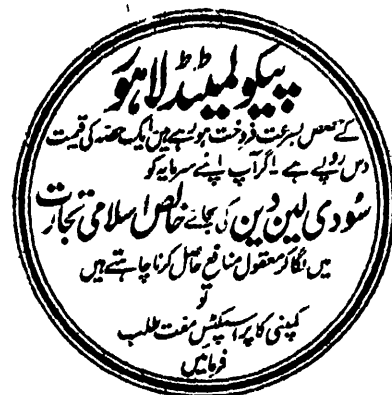 پیکو لمیٹڈ لاہور
کے حصص بسرعت فروخت ہو رہے ہیں ایک حصہ کی قیمت
دس روپے ہے ۔ اگر آپ اپنے سرمایہ کو
سودی لین دین کی بجائے خالص اسلامی تجارت
میں لگا کر معقول منافع حاصل کرنا چاہتے ہیں
تو
کمپنی کا پراسپکٹس مفت طلب
فرمائیں